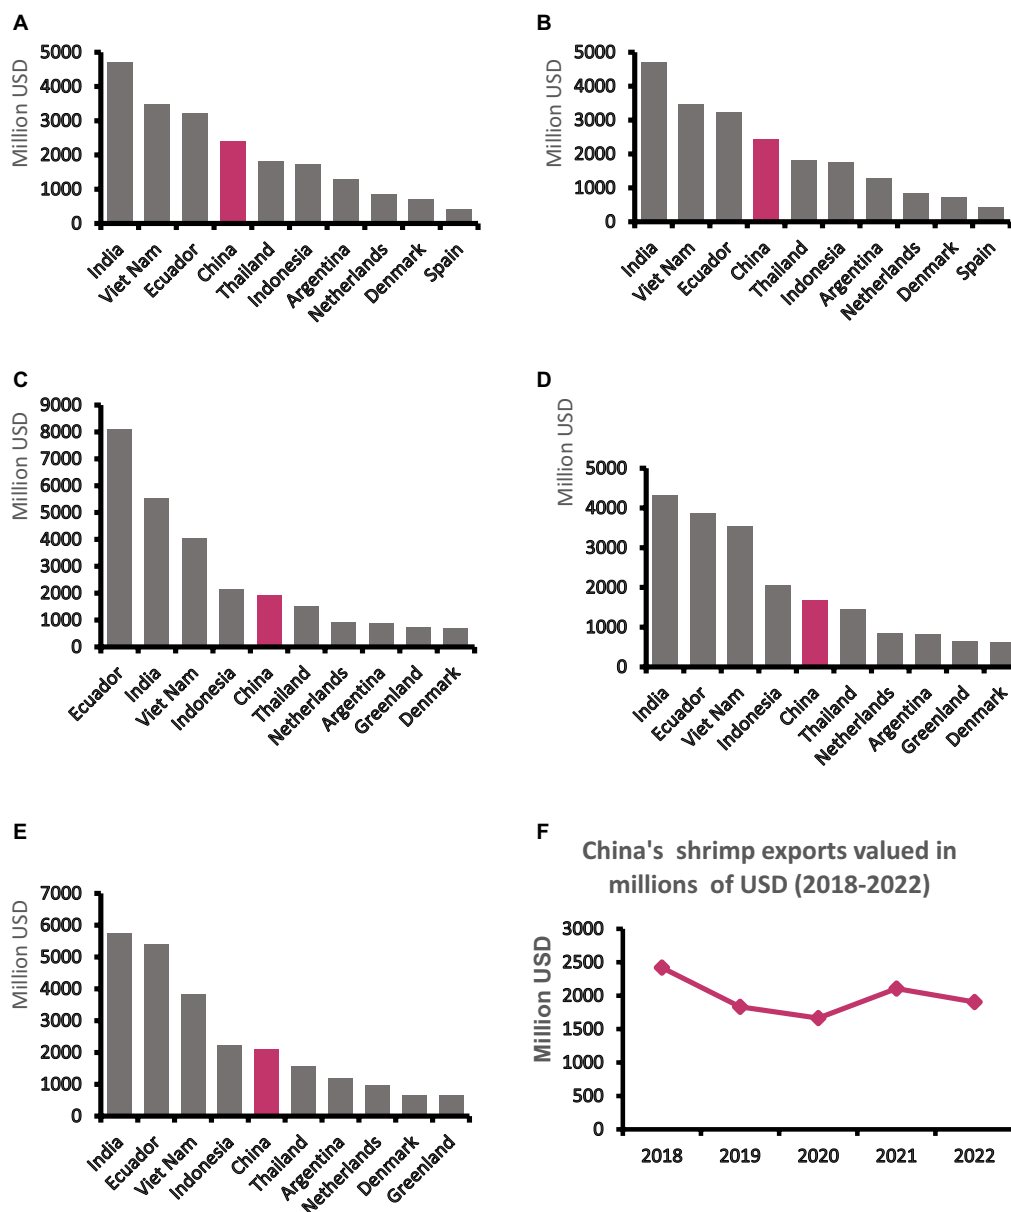 A
Million USD
5000
4000
3000
2000
1000
0
India
Viet Nam
Ecuador
China
Thailand
Indonesia
Argentina
Netherlands
Denmark
Spain
B
Million USD
5000
4000
3000
2000
1000
0
India
Viet Nam
Ecuador
China
Thailand
Indonesia
Argentina
Netherlands
Denmark
Spain
C
Million USD
9000
8000
7000
6000
5000
4000
3000
2000
1000
0
Ecuador
India
Viet Nam
Indonesia
China
Thailand
Netherlands
Argentina
Greenland
Denmark
D
Million USD
5000
4000
3000
2000
1000
0
India
Ecuador
Viet Nam
Indonesia
China
Thailand
Netherlands
Argentina
Greenland
Denmark
E
Million USD
7000
6000
5000
4000
3000
2000
1000
0
India
Ecuador
Viet Nam
Indonesia
China
Thailand
Argentina
Netherlands
Denmark
Greenland
F
China's shrimp exports valued in
millions of USD (2018-2022)
Million USD
3000
2500
2000
1500
1000
500
0
2018 2019 2020 2021 2022